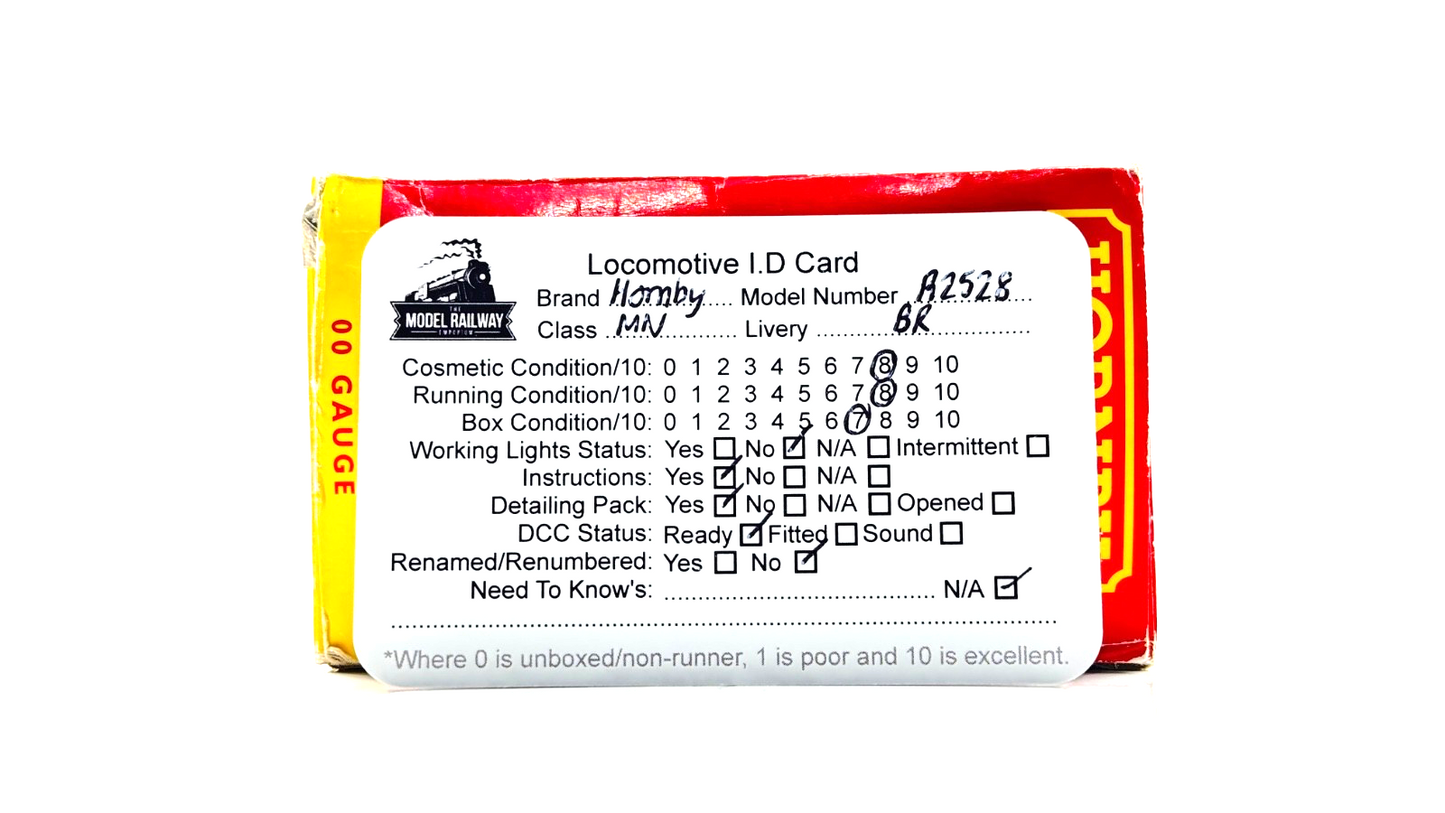 Locomotive I.D Card
THE
MODEL RAILWAY
EMPORIUM
Brand Hornby Model Number R2528
Class MN Livery BR
Cosmetic Condition/10: 0 1 2 3 4 5 6 7 8 9 10
Running Condition/10: 0 1 2 3 4 5 6 7 8 9 10
Box Condition/10: 0 1 2 3 4 5 6 7 8 9 10
Working Lights Status: Yes ☐ No ☑ N/A ☐ Intermittent ☐
Instructions: Yes ☑ No ☐ N/A ☐
Detailing Pack: Yes ☑ No ☐ N/A ☐ Opened ☐
DCC Status: Ready ☑ Fitted ☐ Sound ☐
Renamed/Renumbered: Yes ☐ No ☑
Need To Know's: .................................... N/A ☑
*Where 0 is unboxed/non-runner, 1 is poor and 10 is excellent.
00 GAUGE
HORNBY